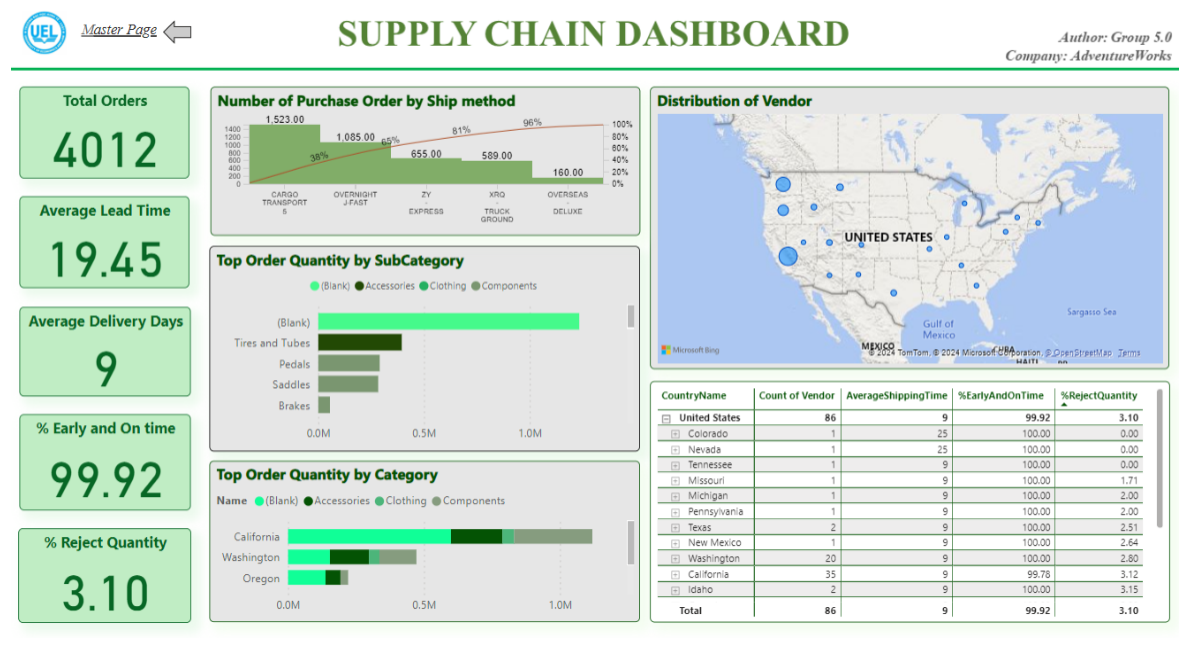 UEL
Master Page
SUPPLY CHAIN DASHBOARD
Author: Group 5.0
Company: AdventureWorks
Total Orders
4012
Average Lead Time
19.45
Average Delivery Days
9
% Early and On time
99.92
% Reject Quantity
3.10
Number of Purchase Order by Ship method
1400
1200
1000
800
600
400
200
0
1,523.00
1,085.00
655.00
589.00
160.00
38%
65%
81%
96%
100%
80%
60%
40%
20%
0%
CARGO
TRANSPORT
5
OVERNIGHT
J-FAST
ZY
-
EXPRESS
XRQ
-
TRUCK
GROUND
OVERSEAS
-
DELUXE
Top Order Quantity by SubCategory
(Blank) Accessories Clothing Components
(Blank)
Tires and Tubes
Pedals
Saddles
Brakes
0.0M 0.5M 1.0M
Top Order Quantity by Category
Name (Blank) Accessories Clothing Components
California
Washington
Oregon
0.0M 0.5M 1.0M
Distribution of Vendor
UNITED STATES
Gulf of
Mexico
Sargasso Sea
MEXICO
CUBA
HAITI
Microsoft Bing
© 2024 TomTom, © 2024 Microsoft Corporation, © OpenStreetMap Terms
CountryName Count of Vendor AverageShippingTime %EarlyAndOnTime %RejectQuantity
United States 86 9 99.92 3.10
Colorado 1 25 100.00 0.00
Nevada 1 25 100.00 0.00
Tennessee 1 9 100.00 0.00
Missouri 1 9 100.00 1.71
Michigan 1 9 100.00 2.00
Pennsylvania 1 9 100.00 2.00
Texas 2 9 100.00 2.51
New Mexico 1 9 100.00 2.64
Washington 20 9 100.00 2.80
California 35 9 99.78 3.12
Idaho 2 9 100.00 3.15
Total 86 9 99.92 3.10